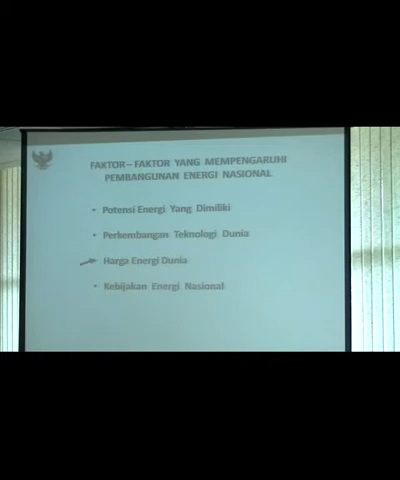 FAKTOR – FAKTOR YANG MEMPENGARUHI
PEMBANGUNAN ENERGI NASIONAL
• Potensi Energi Yang Dimiliki
• Perkembangan Teknologi Dunia
Harga Energi Dunia
• Kebijakan Energi Nasional